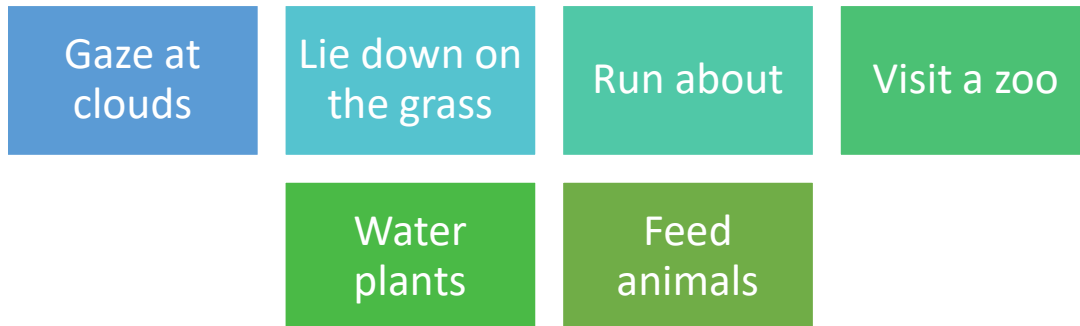 Gaze at
clouds
Lie down on
the grass
Run about
Visit a zoo
Water
plants
Feed
animals